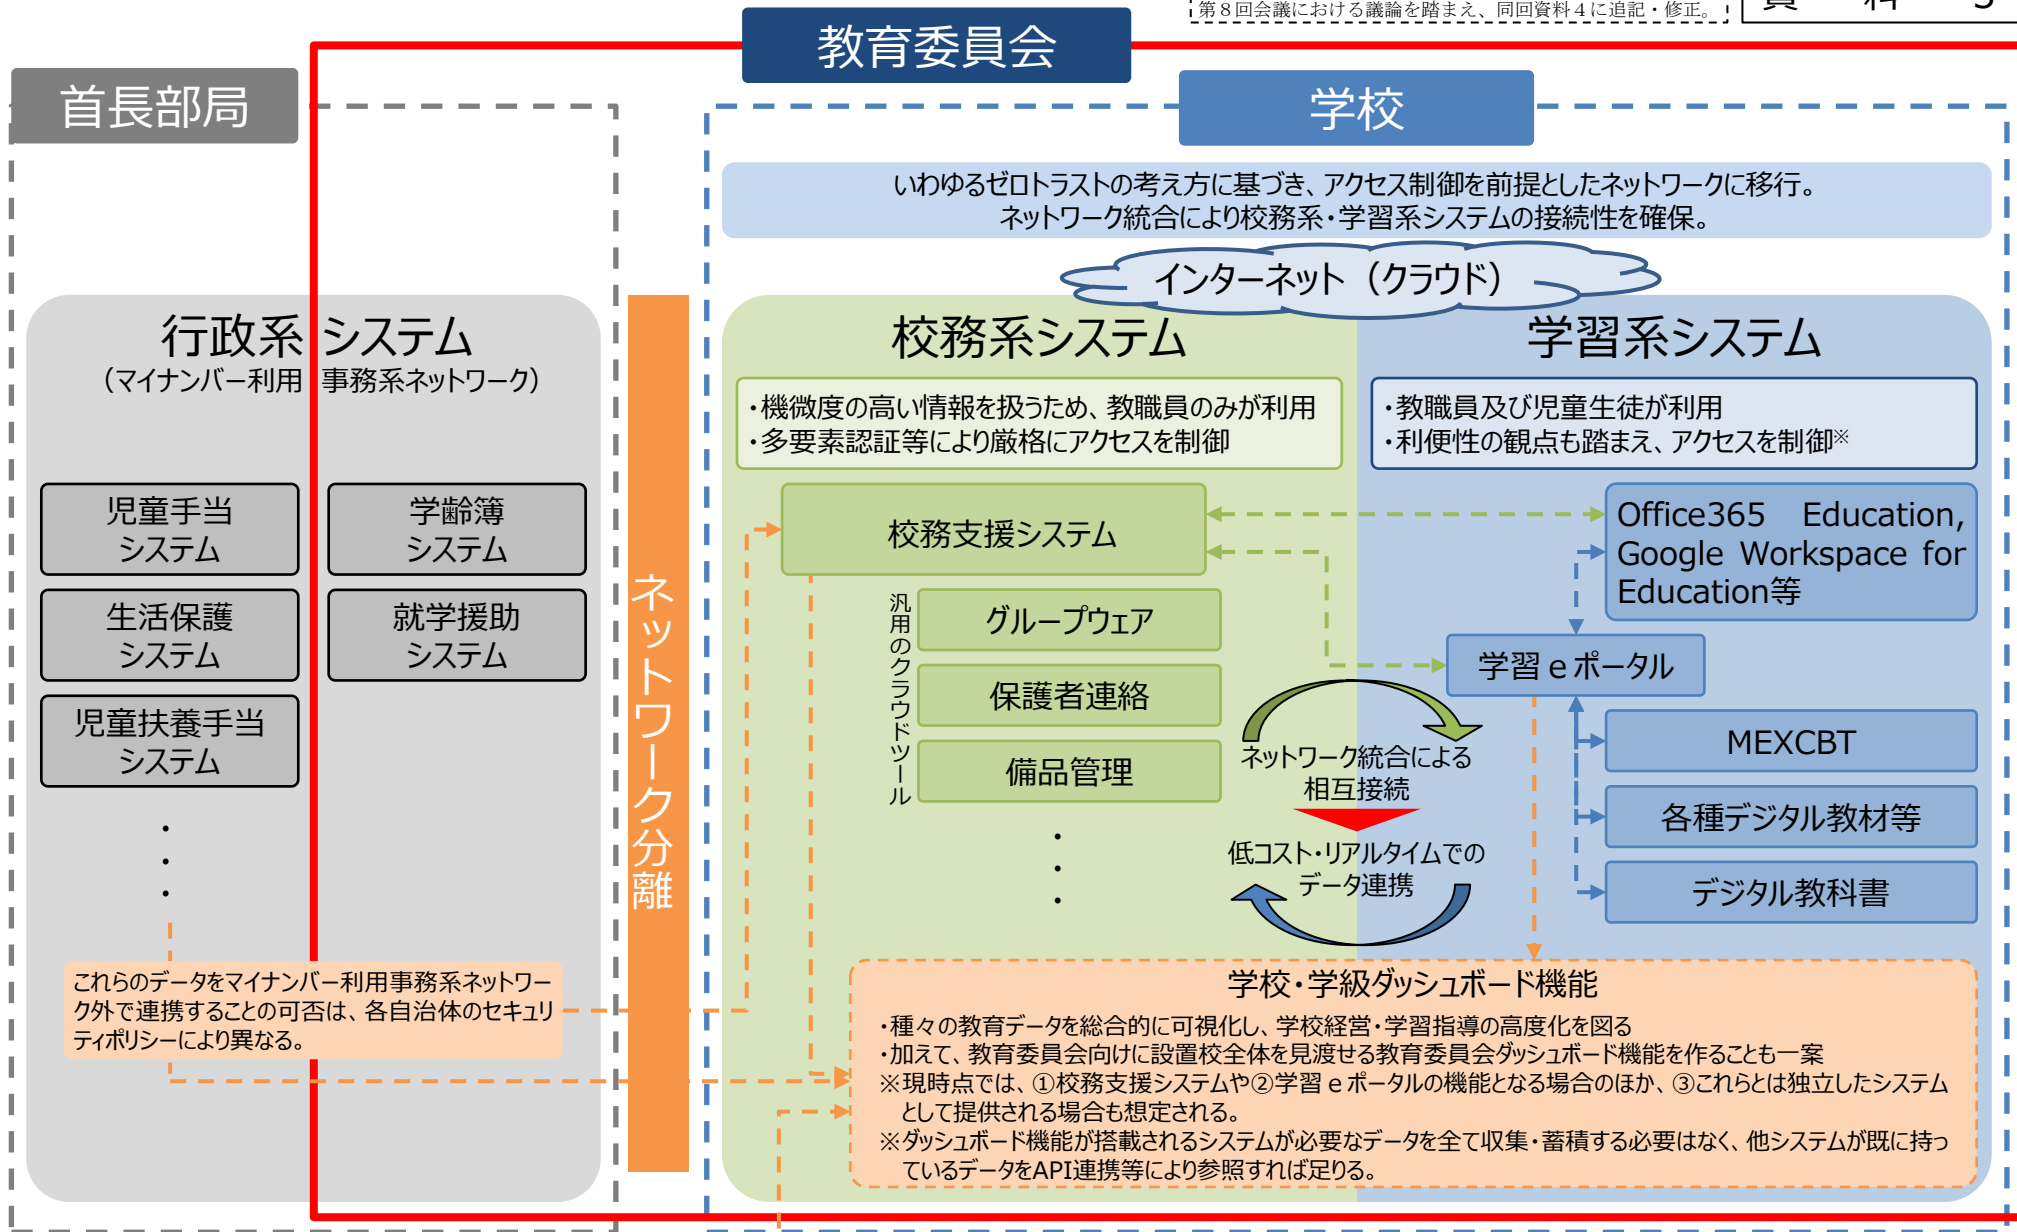 第８回会議における議論を踏まえ、同回資料４に追記・修正。
資料
教育委員会
首長部局
学校
いわゆるゼロトラストの考え方に基づき、アクセス制御を前提としたネットワークに移行。
ネットワーク統合により校務系・学習系システムの接続性を確保。
インターネット（クラウド）
行政系システム
（マイナンバー利用事務系ネットワーク）
児童手当
システム
学齢簿
システム
生活保護
システム
就学援助
システム
児童扶養手当
システム
・
・
・
これらのデータをマイナンバー利用事務系ネットワー
ク外で連携することの可否は、各自治体のセキュリ
ティポリシーにより異なる。
ネットワーク分離
校務系システム
・機微度の高い情報を扱うため、教職員のみが利用
・多要素認証等により厳格にアクセスを制御
校務支援システム
汎用のクラウドツール
グループウェア
保護者連絡
備品管理
・
・
・
学習系システム
・教職員及び児童生徒が利用
・利便性の観点も踏まえ、アクセスを制御※
Office365 Education,
Google Workspace for
Education等
学習ｅポータル
MEXCBT
各種デジタル教材等
デジタル教科書
ネットワーク統合による
相互接続
低コスト・リアルタイムでの
データ連携
学校・学級ダッシュボード機能
・種々の教育データを総合的に可視化し、学校経営・学習指導の高度化を図る
・加えて、教育委員会向けに設置校全体を見渡せる教育委員会ダッシュボード機能を作ることも一案
※現時点では、①校務支援システムや②学習ｅポータルの機能となる場合のほか、③これらとは独立したシステム
として提供される場合も想定される。
※ダッシュボード機能が搭載されるシステムが必要なデータを全て収集・蓄積する必要はなく、他システムが既に持っ
ているデータをAPI連携等により参照すれば足りる。